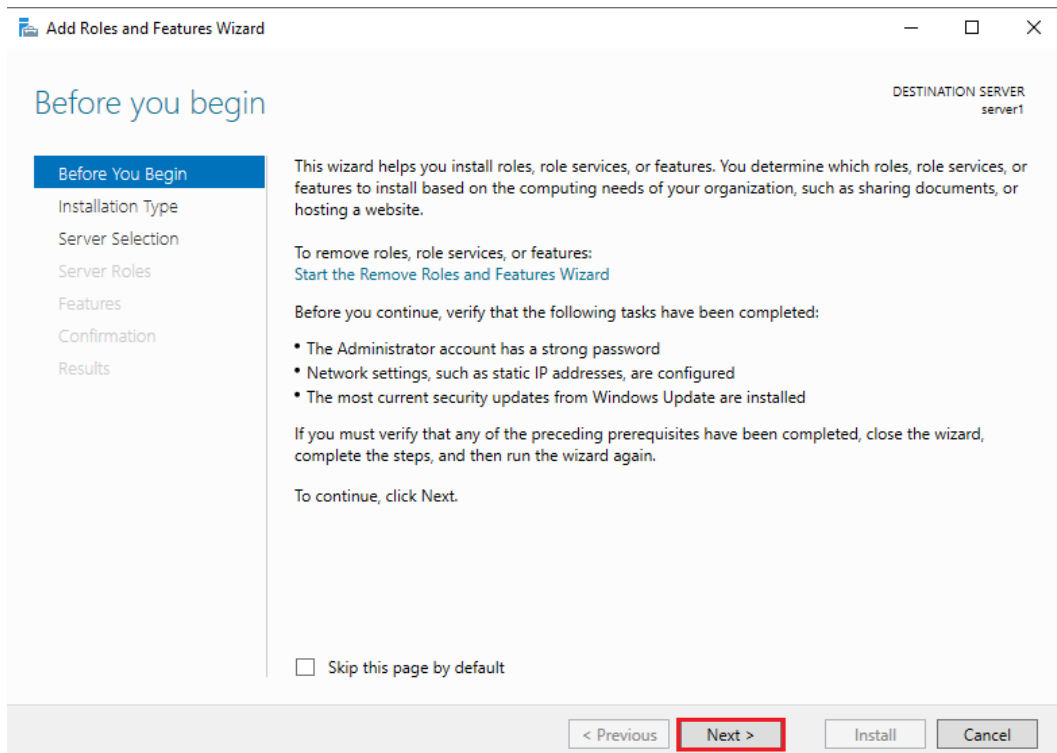 Add Roles and Features Wizard
Before you begin
DESTINATION SERVER
server1
Before You Begin
Installation Type
Server Selection
Server Roles
Features
Confirmation
Results
This wizard helps you install roles, role services, or features. You determine which roles, role services, or
features to install based on the computing needs of your organization, such as sharing documents, or
hosting a website.
To remove roles, role services, or features:
Start the Remove Roles and Features Wizard
Before you continue, verify that the following tasks have been completed:
• The Administrator account has a strong password
• Network settings, such as static IP addresses, are configured
• The most current security updates from Windows Update are installed
If you must verify that any of the preceding prerequisites have been completed, close the wizard,
complete the steps, and then run the wizard again.
To continue, click Next.
Skip this page by default
< Previous
Next >
Install
Cancel